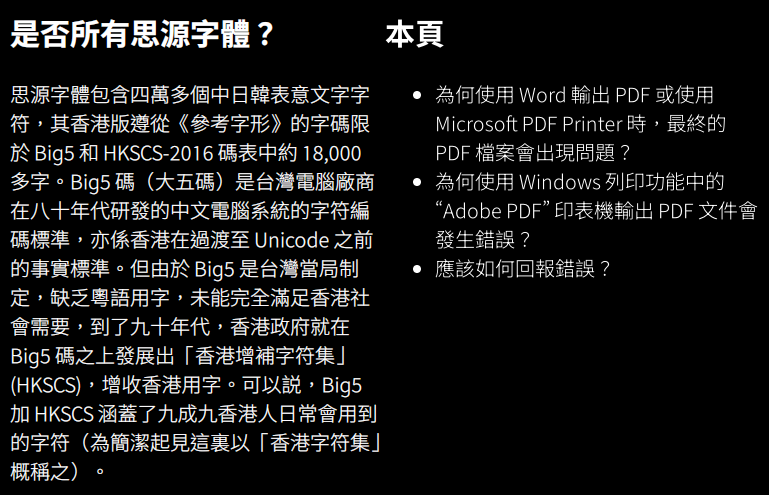 是否所有思源字體？
思源字體包含四萬多個中日韓表意文字字
符，其香港版遵從《參考字形》的字碼限
於 Big5 和 HKSCS-2016 碼表中約 18,000
多字。Big5 碼（大五碼）是台灣電腦廠商
在八十年代研發的中文電腦系統的字符編
碼標準，亦係香港在過渡至 Unicode 之前
的事實標準。但由於 Big5 是台灣當局制
定，缺乏粵語用字，未能完全滿足香港社
會需要，到了九十年代，香港政府就在
Big5 碼之上發展出「香港增補字符集」
(HKSCS)，增收香港用字。可以説，Big5
加 HKSCS 涵蓋了九成九香港人日常會用到
的字符（為簡潔起見這裏以「香港字符集」
概稱之）。
本頁
• 為何使用 Word 輸出 PDF 或使用
Microsoft PDF Printer 時，最終的
PDF 檔案會出現問題？
• 為何使用 Windows 列印功能中的
“Adobe PDF” 印表機輸出 PDF 文件會
發生錯誤？
• 應該如何回報錯誤？